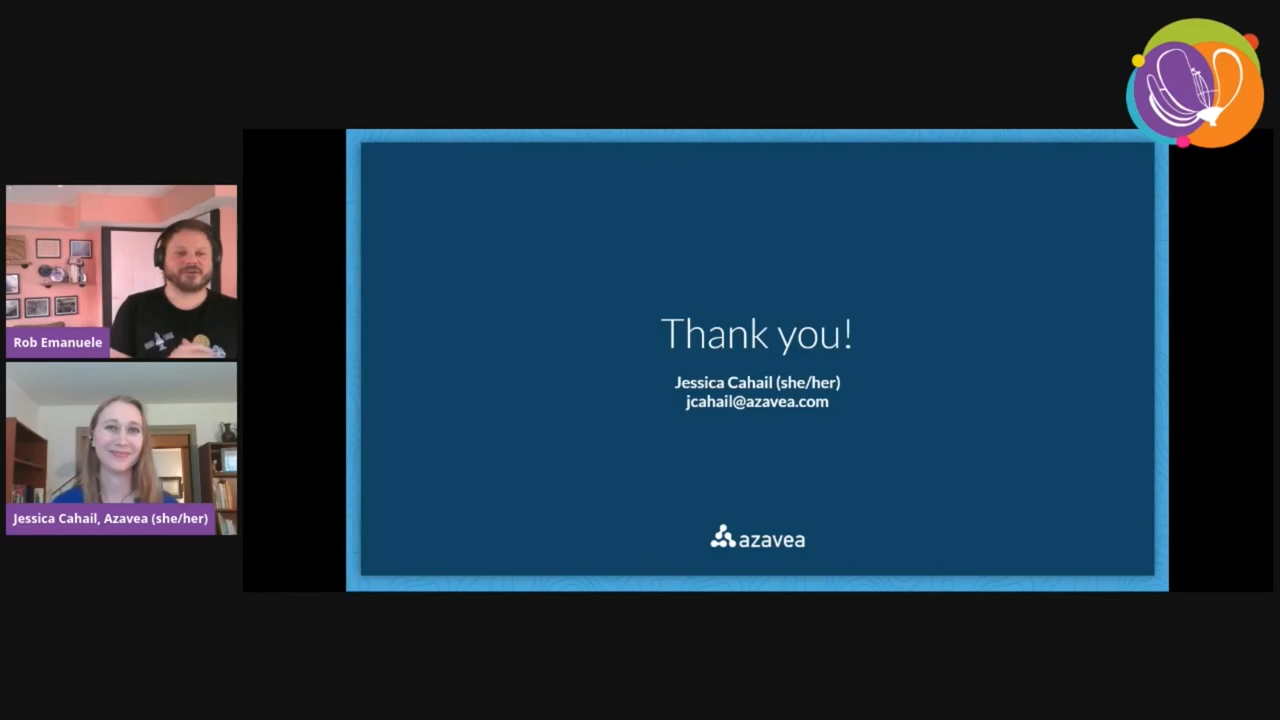 Rob Emanuele
Jessica Cahail, Azavea (she/her)
Thank you!
Jessica Cahail (she/her)
jcahail@azavea.com
azavea